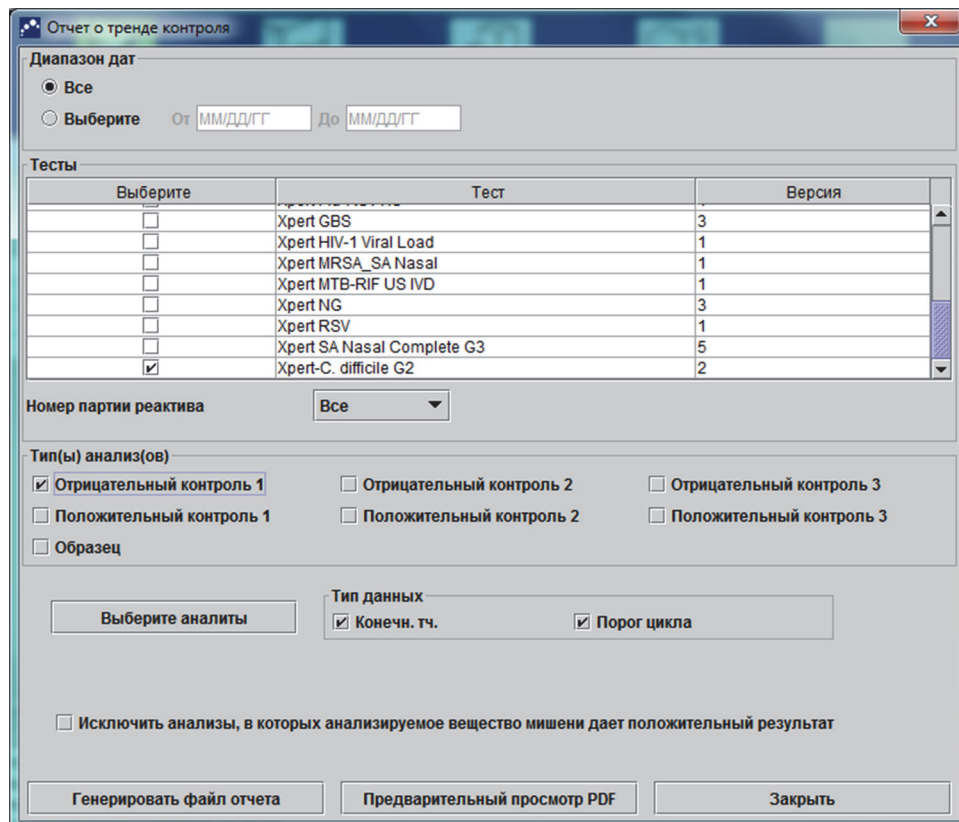 Отчет о тренде контроля
Диапазон дат
Все
Выберите От ММ/ДД/ГГ До ММ/ДД/ГГ
Тесты
Выберите Тест Версия
Xpert GBS 3
Xpert HIV-1 Viral Load 1
Xpert MRSA_SA Nasal 1
Xpert MTB-RIF US IVD 1
Xpert NG 3
Xpert RSV 1
Xpert SA Nasal Complete G3 5
Xpert-C. difficile G2 2
Номер партии реактива Все
Тип(ы) анализ(ов)
Отрицательный контроль 1 Отрицательный контроль 2 Отрицательный контроль 3
Положительный контроль 1 Положительный контроль 2 Положительный контроль 3
Образец
Тип данных
Выберите аналиты Конечн. тч. Порог цикла
Исключить анализы, в которых анализируемое вещество мишени дает положительный результат
Генерировать файл отчета Предварительный просмотр PDF Закрыть